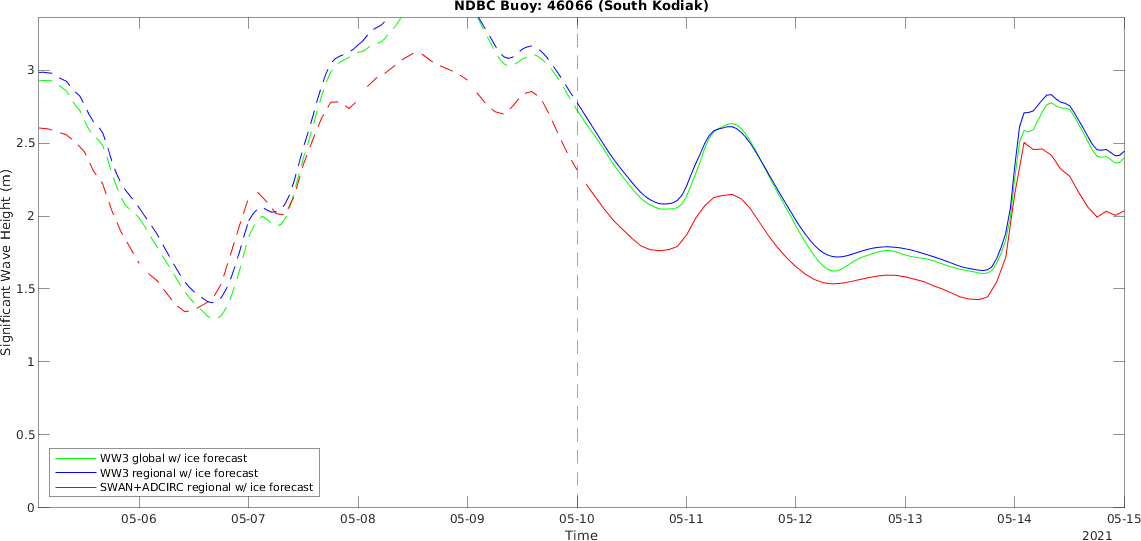 NDBC Buoy: 46066 (South Kodiak)
Significant Wave Height (m)
3
2.5
2
1.5
1
0.5
0
WW3 global w/ ice forecast
WW3 regional w/ ice forecast
SWAN+ADCIRC regional w/ ice forecast
05-06 05-07 05-08 05-09 05-10 05-11 05-12 05-13 05-14 05-15
Time
2021